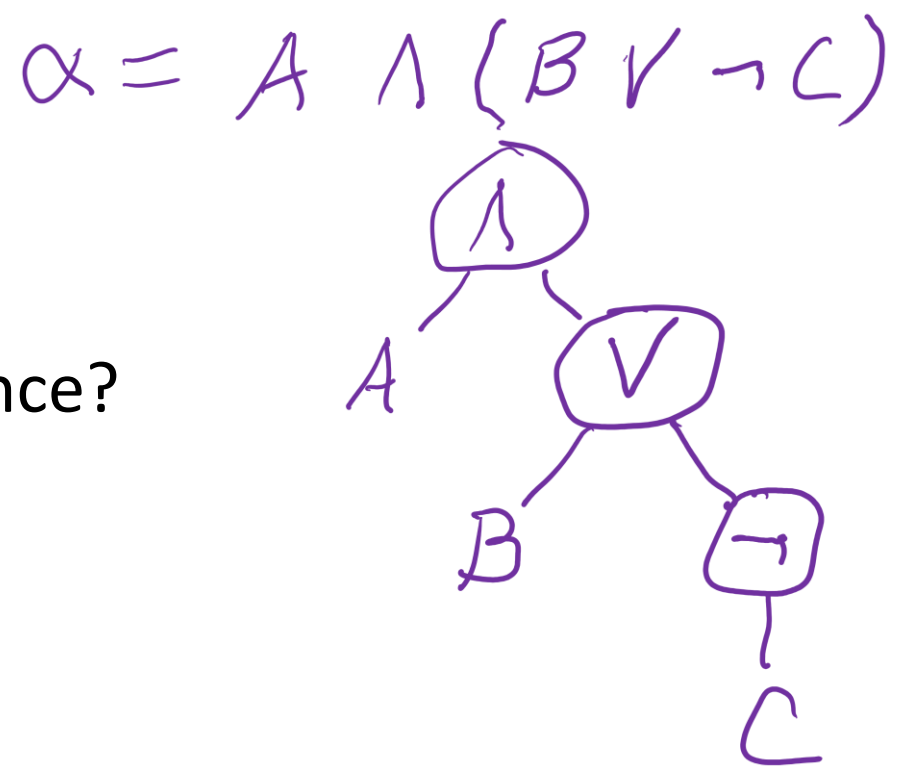 α = A ∧ (B ∨ ¬C)
∧
A ∨
nce?
B ¬
C